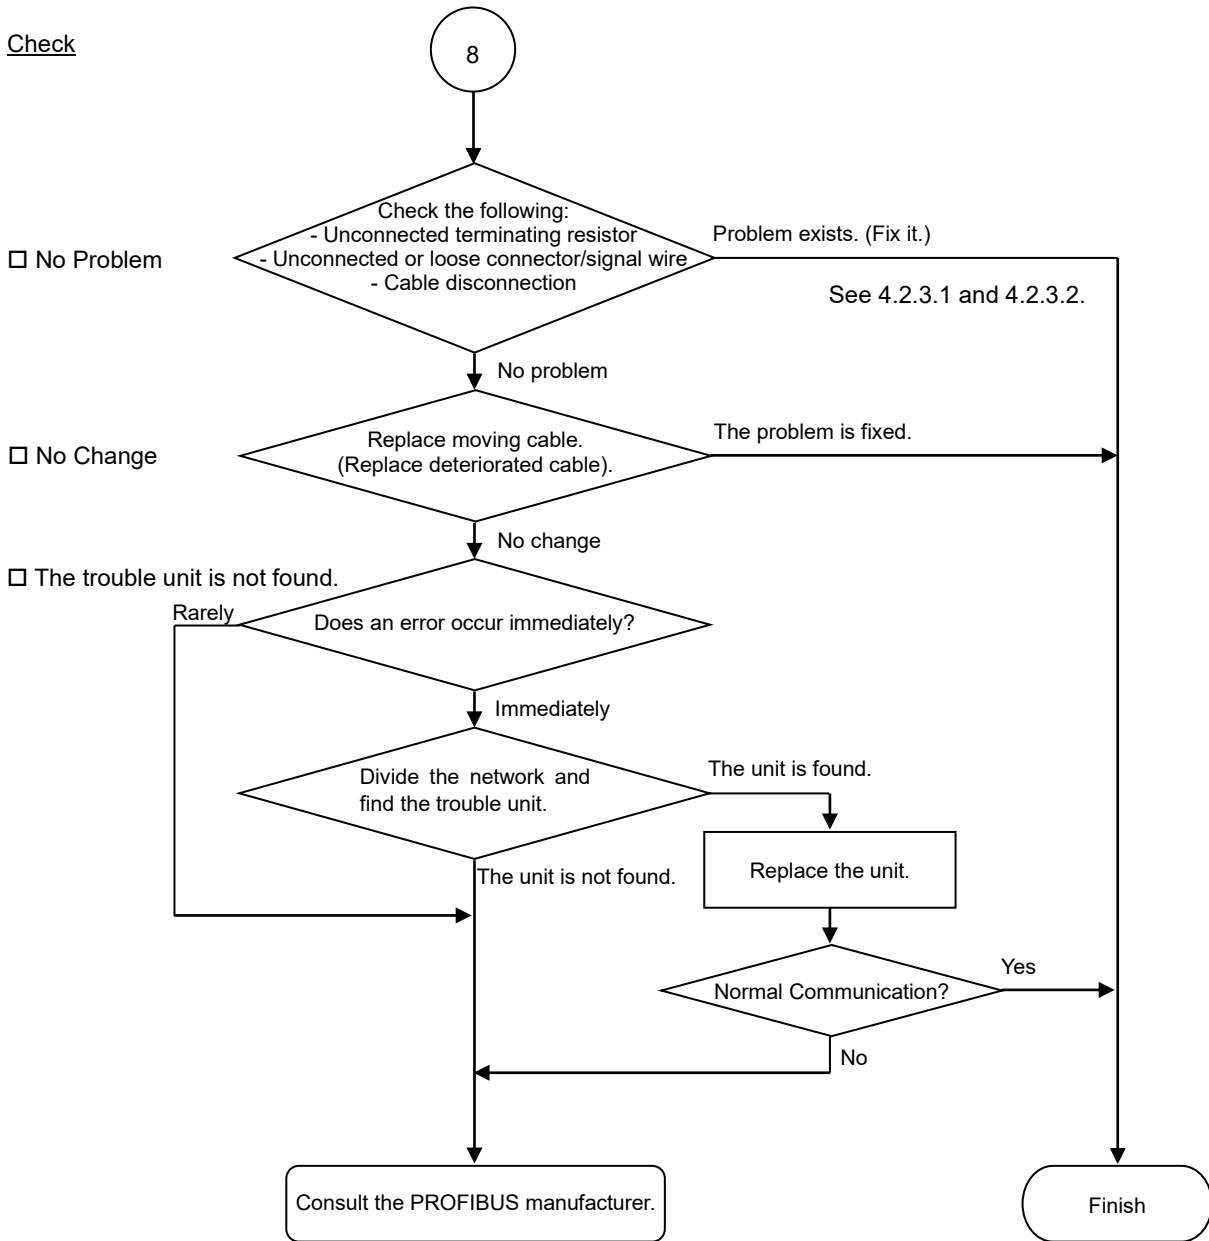 Check
8
Check the following:
- Unconnected terminating resistor
- Unconnected or loose connector/signal wire
- Cable disconnection
Problem exists. (Fix it.)
☐ No Problem
See 4.2.3.1 and 4.2.3.2.
No problem
Replace moving cable.
(Replace deteriorated cable).
The problem is fixed.
☐ No Change
No change
☐ The trouble unit is not found.
Rarely
Does an error occur immediately?
Immediately
Divide the network and
find the trouble unit.
The unit is found.
The unit is not found.
Replace the unit.
Normal Communication?
Yes
No
Consult the PROFIBUS manufacturer.
Finish